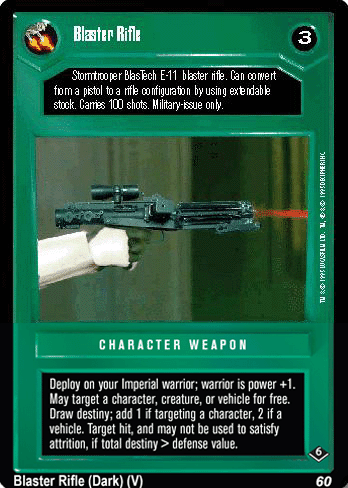 Blaster Rifle
3
Stormtrooper BlasTech E-11 blaster rifle. Can convert
from a pistol to a rifle configuration by using extendable
stock. Carries 100 shots. Military-issue only.
CHARACTER WEAPON
Deploy on your Imperial warrior; warrior is power +1.
May target a character, creature, or vehicle for free.
Draw destiny; add 1 if targeting a character, 2 if a
vehicle. Target hit, and may not be used to satisfy
attrition, if total destiny > defense value.
6
Blaster Rifle (Dark) (V)
60